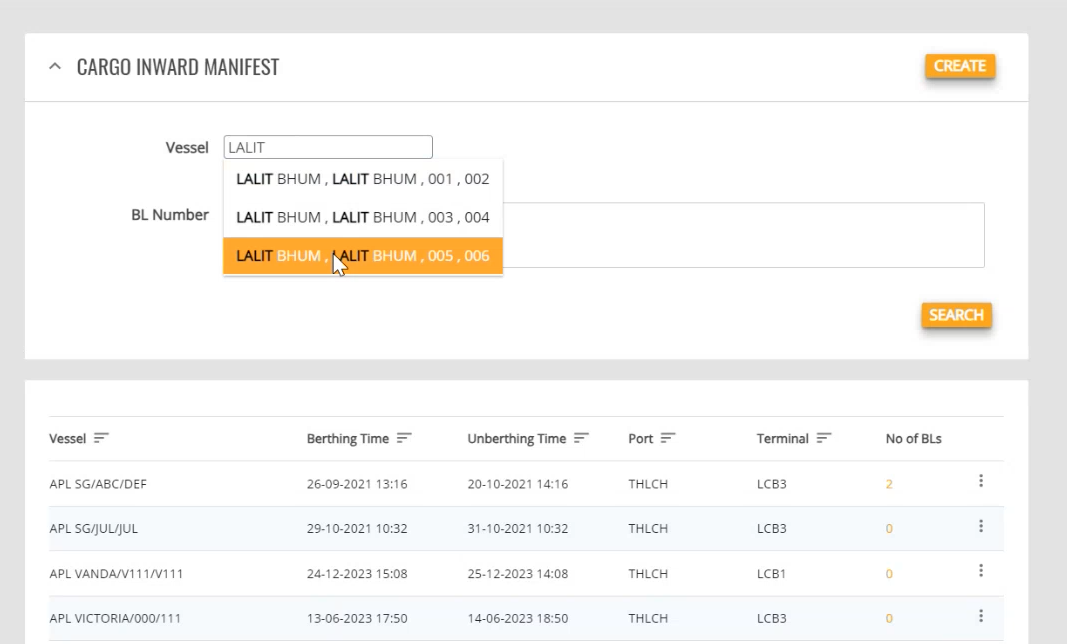 CARGO INWARD MANIFEST CREATE
Vessel LALIT
LALIT BHUM , LALIT BHUM , 001 , 002
BL Number LALIT BHUM , LALIT BHUM , 003 , 004
LALIT BHUM , LALIT BHUM , 005 , 006
SEARCH
Vessel Berthing Time Unberthing Time Port Terminal No of BLs
APL SG/ABC/DEF 26-09-2021 13:16 20-10-2021 14:16 THLCH LCB3 2
APL SG/JUL/JUL 29-10-2021 10:32 31-10-2021 10:32 THLCH LCB3 0
APL VANDA/V111/V111 24-12-2023 15:08 25-12-2023 14:08 THLCH LCB1 0
APL VICTORIA/000/111 13-06-2023 17:50 14-06-2023 18:50 THLCH LCB3 0